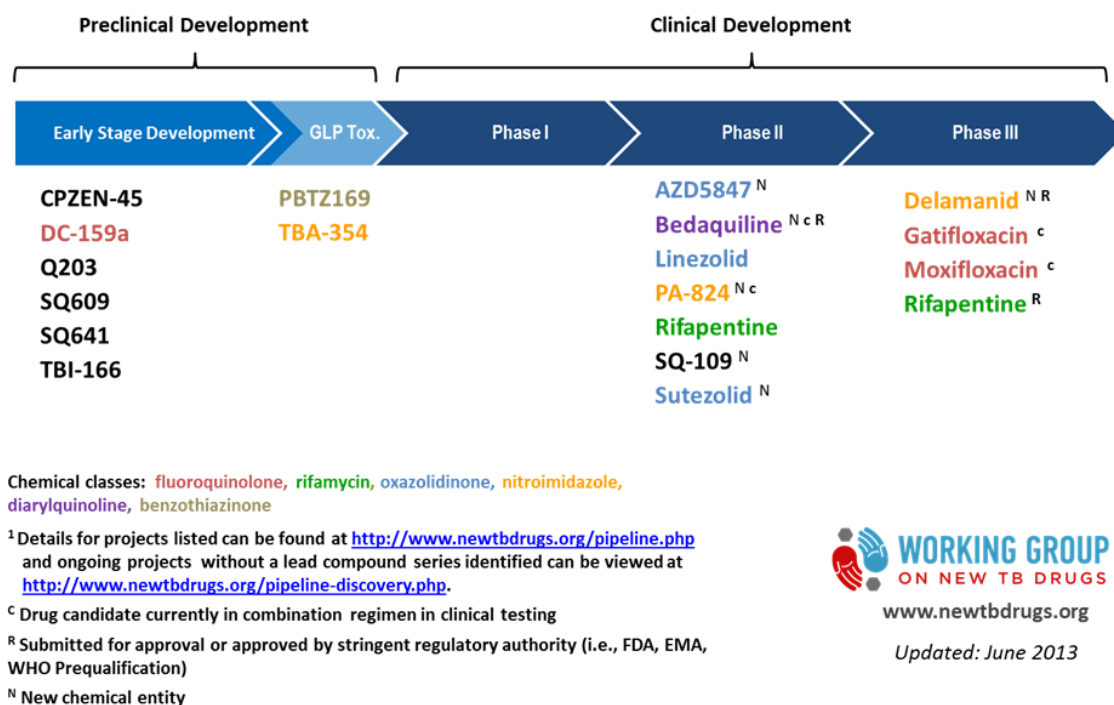 Preclinical Development
Clinical Development
Early Stage Development
GLP Tox.
Phase I
Phase II
Phase III
CPZEN-45
DC-159a
Q203
SQ609
SQ641
TBI-166
PBTZ169
TBA-354
AZD5847 N
Bedaquiline N c R
Linezolid
PA-824 N c
Rifapentine
SQ-109 N
Sutezolid N
Delamanid N R
Gatifloxacin c
Moxifloxacin c
Rifapentine R
Chemical classes: fluoroquinolone, rifamycin, oxazolidinone, nitroimidazole,
diarylquinoline, benzothiazinone
1 Details for projects listed can be found at http://www.newtbdrugs.org/pipeline.php
and ongoing projects without a lead compound series identified can be viewed at
http://www.newtbdrugs.org/pipeline-discovery.php.
C Drug candidate currently in combination regimen in clinical testing
R Submitted for approval or approved by stringent regulatory authority (i.e., FDA, EMA,
WHO Prequalification)
N New chemical entity
WORKING GROUP
ON NEW TB DRUGS
www.newtbdrugs.org
Updated: June 2013